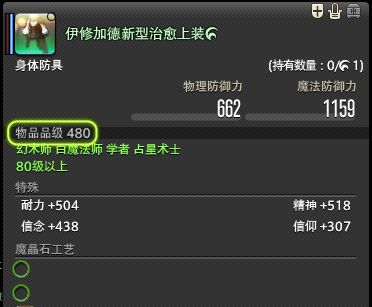 伊修加德新型治愈上装
身体防具 (持有数量：0/ 1)
物理防御力 魔法防御力
662 1159
物品品级 480
幻术师 白魔法师 学者 占星术士
80级以上
特殊
耐力 +504 精神 +518
信念 +438 信仰 +307
魔晶石工艺